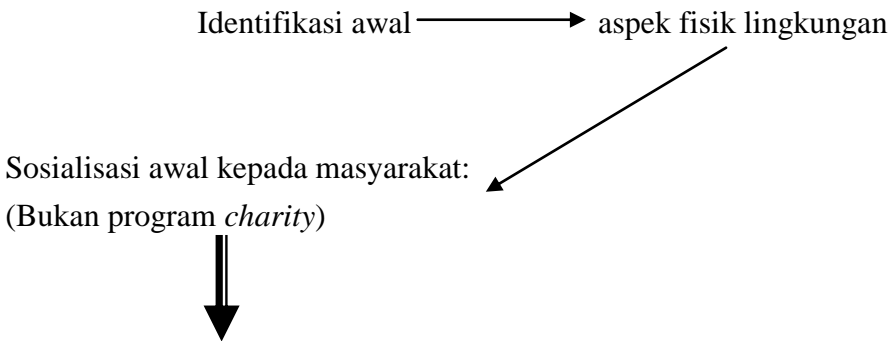 Identifikasi awal aspek fisik lingkungan
Sosialisasi awal kepada masyarakat:
(Bukan program charity)